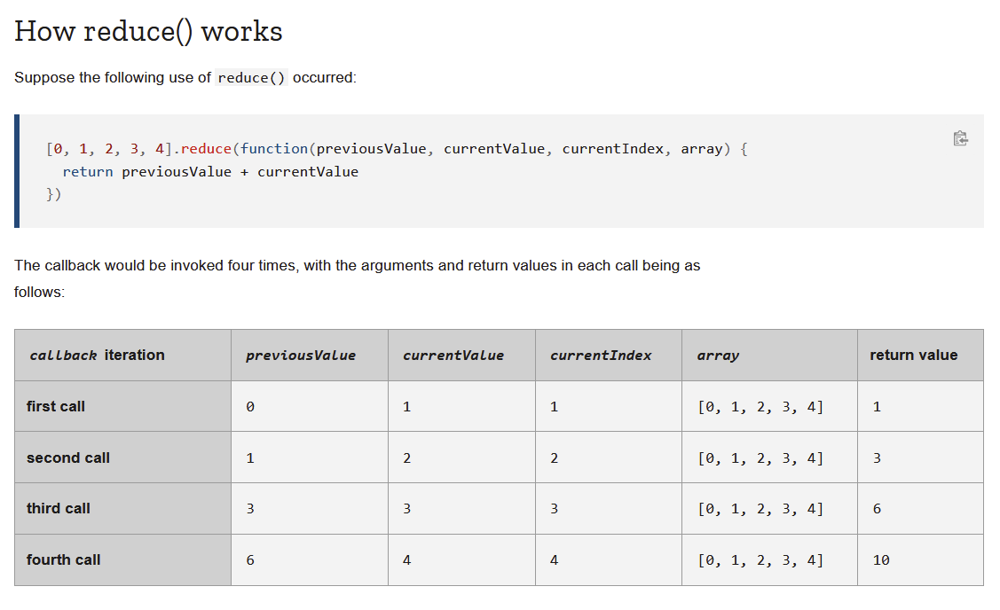 How reduce() works
Suppose the following use of reduce() occurred:
[0, 1, 2, 3, 4].reduce(function(previousValue, currentValue, currentIndex, array) {
  return previousValue + currentValue
})
The callback would be invoked four times, with the arguments and return values in each call being as
follows:
callback iteration previousValue currentValue currentIndex array return value
first call 0 1 1 [0, 1, 2, 3, 4] 1
second call 1 2 2 [0, 1, 2, 3, 4] 3
third call 3 3 3 [0, 1, 2, 3, 4] 6
fourth call 6 4 4 [0, 1, 2, 3, 4] 10